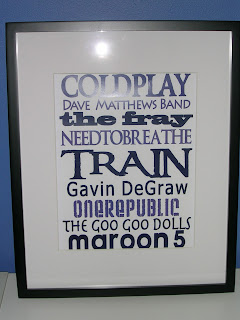 COLDPLAY
DAVE MATTHEWS BAND
the fray
NEEDTOBREATHE
TRAIN
Gavin DeGraw
ONEREPUBLIC
THE GOO GOO DOLLS
maroon 5